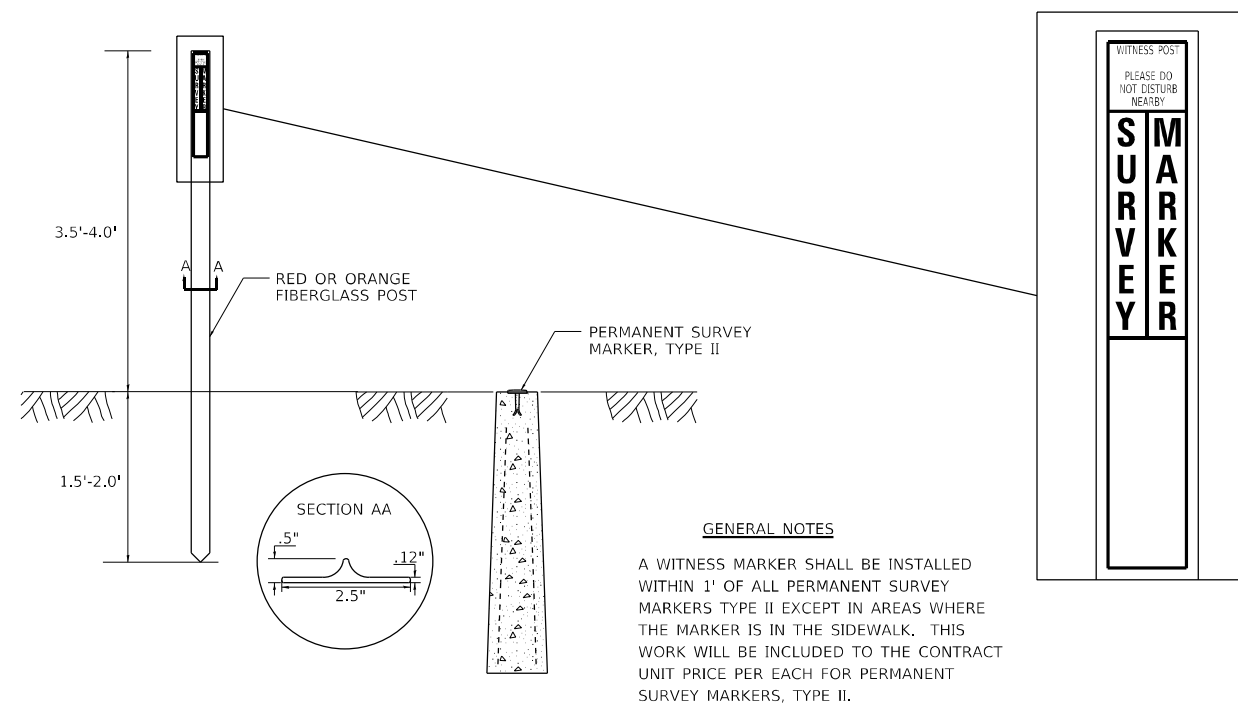 WITNESS POST
PLEASE DO
NOT DISTURB
NEARBY
SURVEY
MARKER
3.5'-4.0'
A A
RED OR ORANGE
FIBERGLASS POST
PERMANENT SURVEY
MARKER, TYPE II
1.5'-2.0'
SECTION AA
.5"
.12"
2.5"
GENERAL NOTES
A WITNESS MARKER SHALL BE INSTALLED
WITHIN 1' OF ALL PERMANENT SURVEY
MARKERS TYPE II EXCEPT IN AREAS WHERE
THE MARKER IS IN THE SIDEWALK. THIS
WORK WILL BE INCLUDED TO THE CONTRACT
UNIT PRICE PER EACH FOR PERMANENT
SURVEY MARKERS, TYPE II.